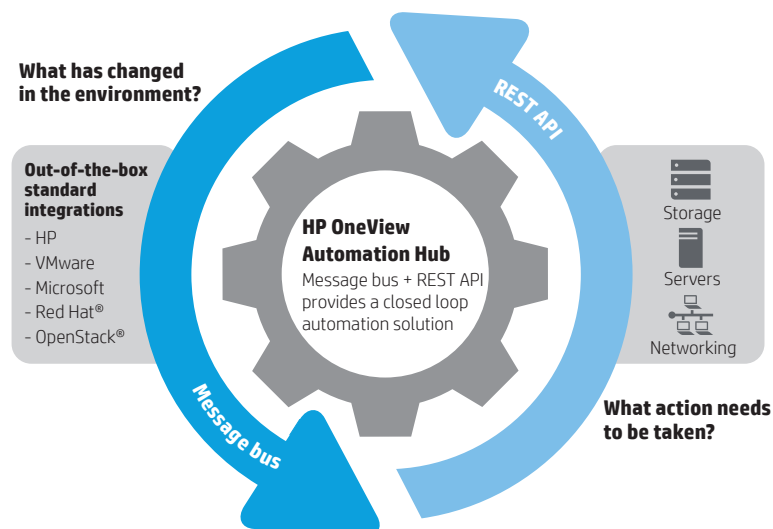 What has changed
in the environment?
Out-of-the-box
standard
integrations
- HP
- VMware
- Microsoft
- Red Hat®
- OpenStack®
Message bus
HP OneView
Automation Hub
Message bus + REST API
provides a closed loop
automation solution
REST API
Storage
Servers
Networking
What action needs
to be taken?